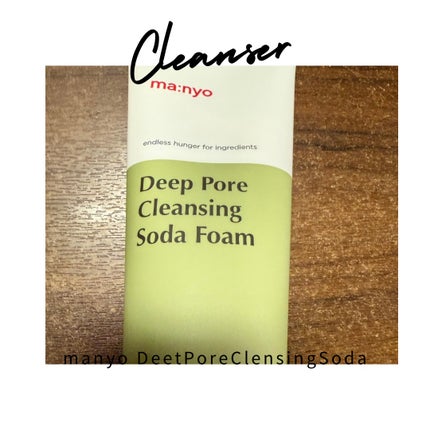 Cleanser
ma:nyo
endless hunger for ingredients
Deep Pore
Cleansing
Soda Foam
manyo DeetPoreClensingSoda